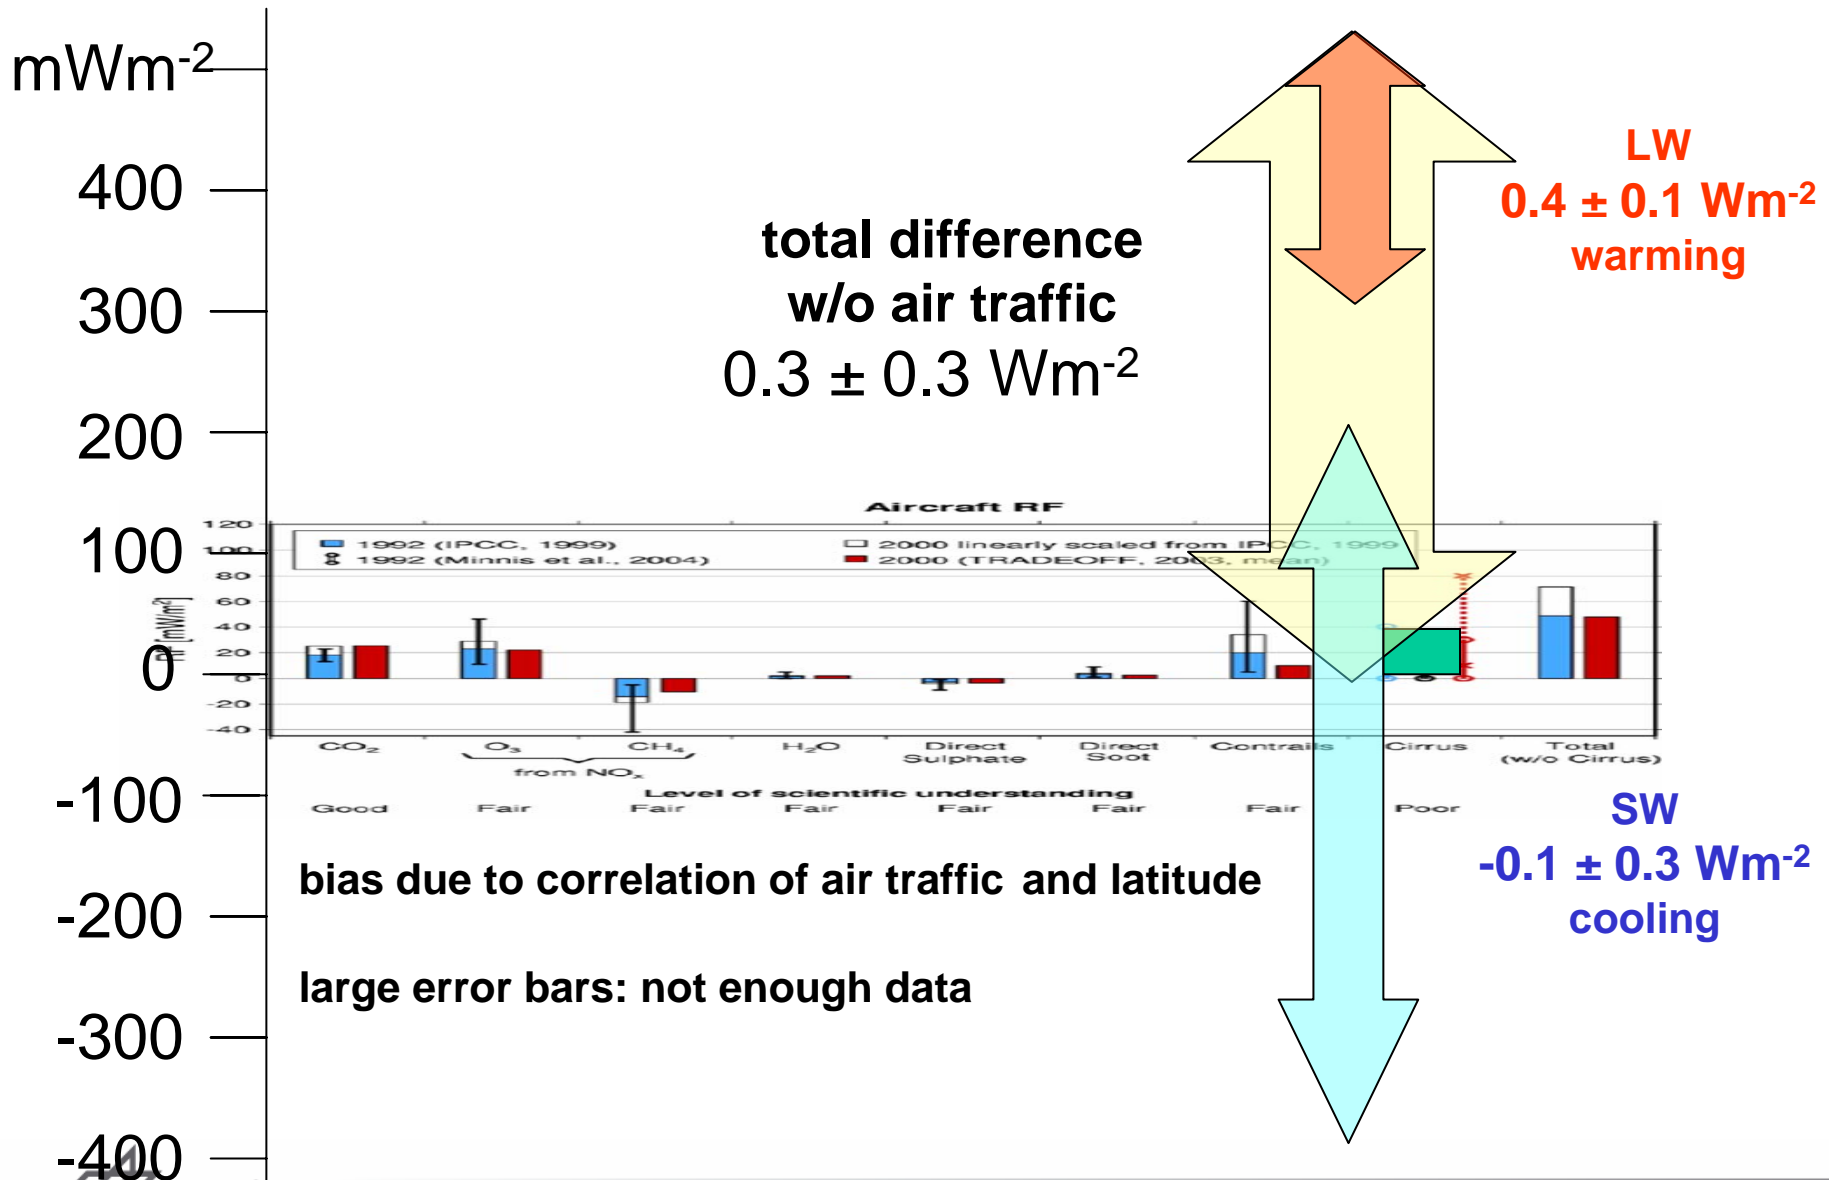 mWm-2
400
300
200
100
0
-100
-200
-300
-400
total difference
w/o air traffic
0.3 ± 0.3 Wm-2
LW
0.4 ± 0.1 Wm-2
warming
Aircraft RF
1992 (IPCC, 1999)
2000 linearly scaled from IPCC, 1999
1992 (Minnis et al., 2004)
2000 (TRADEOFF, 2003, mean)
RF [mW/m2]
120
100
80
60
40
20
0
-20
-40
CO2 O3 CH4 H2O Direct Sulphate Direct Soot Contrails Cirrus Total (w/o Cirrus)
from NOx
Level of scientific understanding
Good Fair Fair Fair Fair Fair Fair Poor
SW
-0.1 ± 0.3 Wm-2
cooling
bias due to correlation of air traffic and latitude
large error bars: not enough data